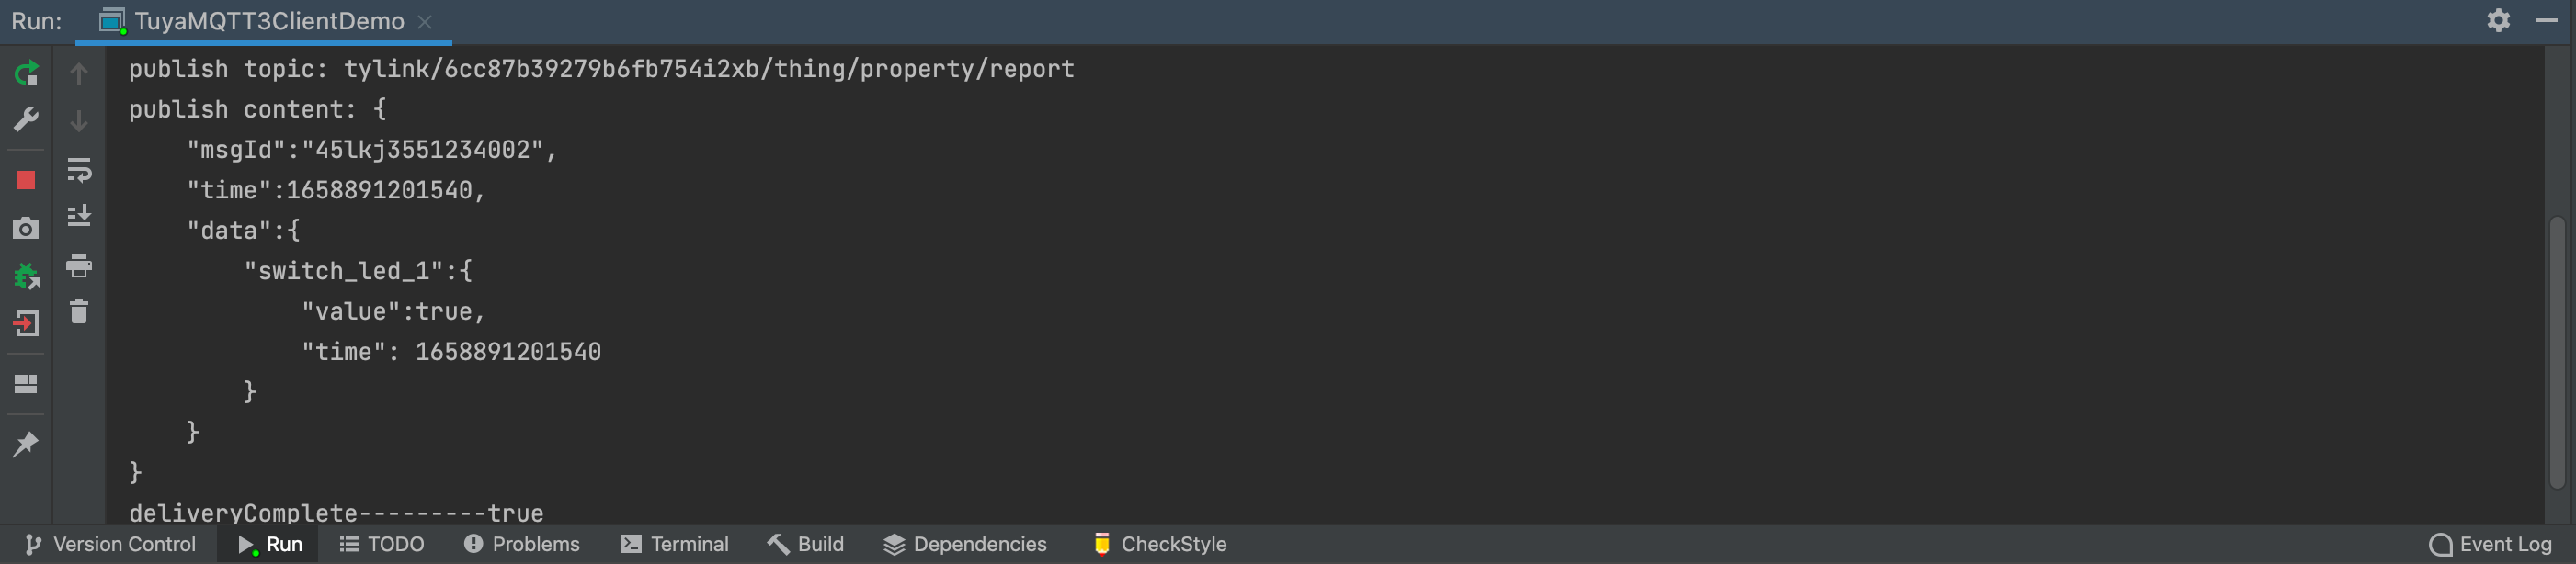 Run: TuyaMQTT3ClientDemo
publish topic: tylink/6cc87b39279b6fb754i2xb/thing/property/report
publish content: {
    "msgId":"45lkj3551234002",
    "time":1658891201540,
    "data":{
        "switch_led_1":{
            "value":true,
            "time": 1658891201540
        }
    }
}
deliveryComplete---------true
Version Control Run TODO Problems Terminal Build Dependencies CheckStyle Event Log